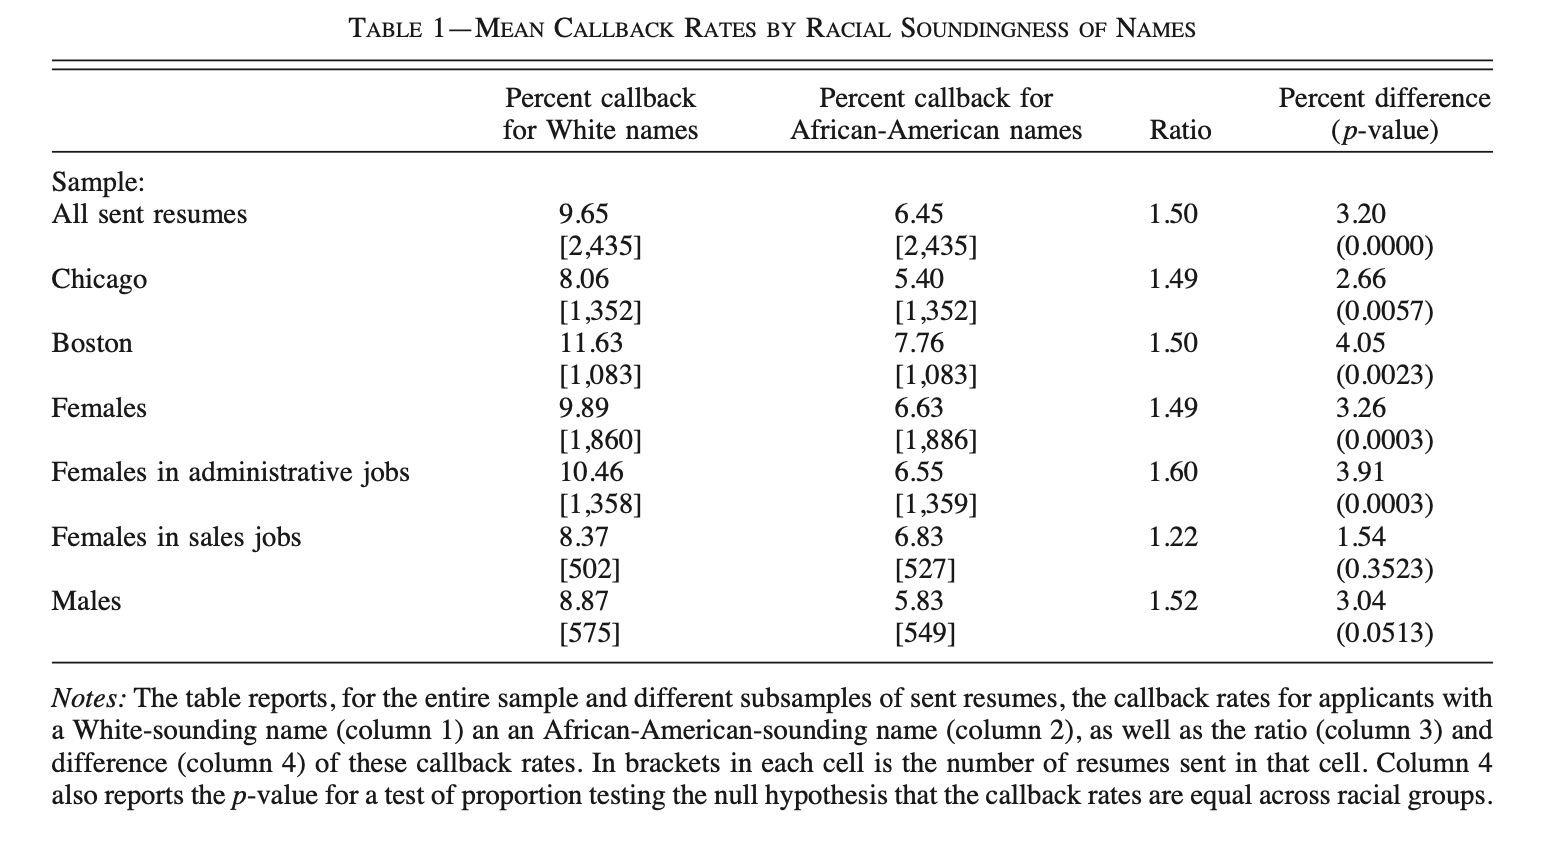 TABLE 1—MEAN CALLBACK RATES BY RACIAL SOUNDINGNESS OF NAMES
Percent callback for White names Percent callback for African-American names Ratio Percent difference (p-value)
Sample:
All sent resumes 9.65 6.45 1.50 3.20
[2,435] [2,435] (0.0000)
Chicago 8.06 5.40 1.49 2.66
[1,352] [1,352] (0.0057)
Boston 11.63 7.76 1.50 4.05
[1,083] [1,083] (0.0023)
Females 9.89 6.63 1.49 3.26
[1,860] [1,886] (0.0003)
Females in administrative jobs 10.46 6.55 1.60 3.91
[1,358] [1,359] (0.0003)
Females in sales jobs 8.37 6.83 1.22 1.54
[502] [527] (0.3523)
Males 8.87 5.83 1.52 3.04
[575] [549] (0.0513)
Notes: The table reports, for the entire sample and different subsamples of sent resumes, the callback rates for applicants with
a White-sounding name (column 1) an an African-American-sounding name (column 2), as well as the ratio (column 3) and
difference (column 4) of these callback rates. In brackets in each cell is the number of resumes sent in that cell. Column 4
also reports the p-value for a test of proportion testing the null hypothesis that the callback rates are equal across racial groups.